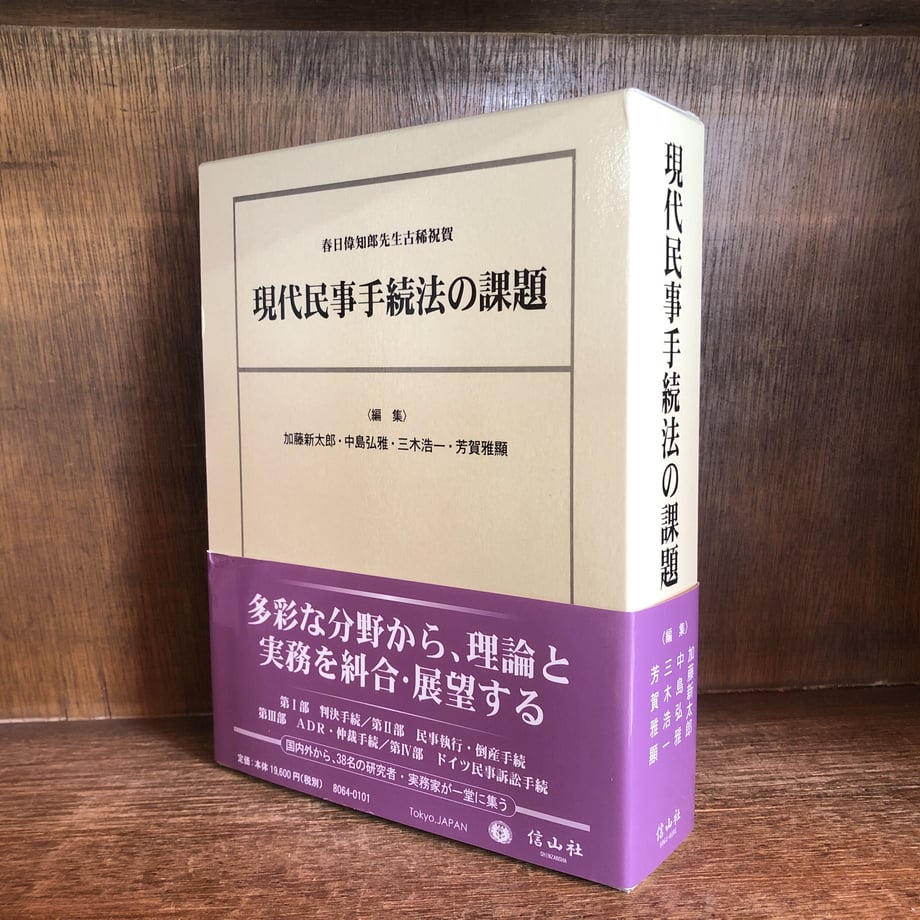 春日偉知郎先生古稀祝賀
現代民事手続法の課題
〈編 集〉
加藤新太郎・中島弘雅・三木浩一・芳賀雅顯
多彩な分野から、理論と
実務を糾合・展望する
第Ⅰ部 判決手続／第Ⅱ部 民事執行・倒産手続
第Ⅲ部 ADR・仲裁手続／第Ⅳ部 ドイツ民事訴訟手続
国内外から、38名の研究者・実務家が一堂に集う
定価：本体 19,600円（税別） 8064-0101
Tokyo, JAPAN
信山社
SHINZANSHA
現代民事手続法の課題
〈編 集〉
加藤新太郎
中島弘雅
三木浩一
芳賀雅顯
信山社